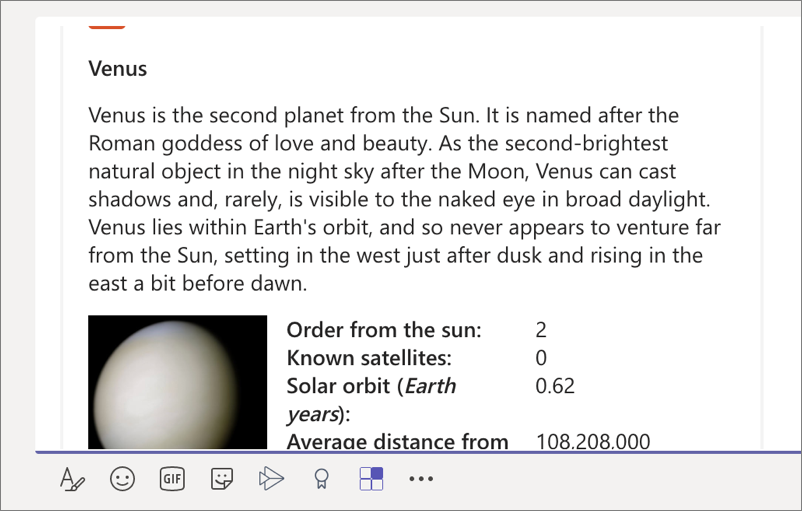 Venus
Venus is the second planet from the Sun. It is named after the
Roman goddess of love and beauty. As the second-brightest
natural object in the night sky after the Moon, Venus can cast
shadows and, rarely, is visible to the naked eye in broad daylight.
Venus lies within Earth's orbit, and so never appears to venture far
from the Sun, setting in the west just after dusk and rising in the
east a bit before dawn.
Order from the sun: 2
Known satellites: 0
Solar orbit (Earth 0.62
years):
Average distance from 108,208,000
GIF